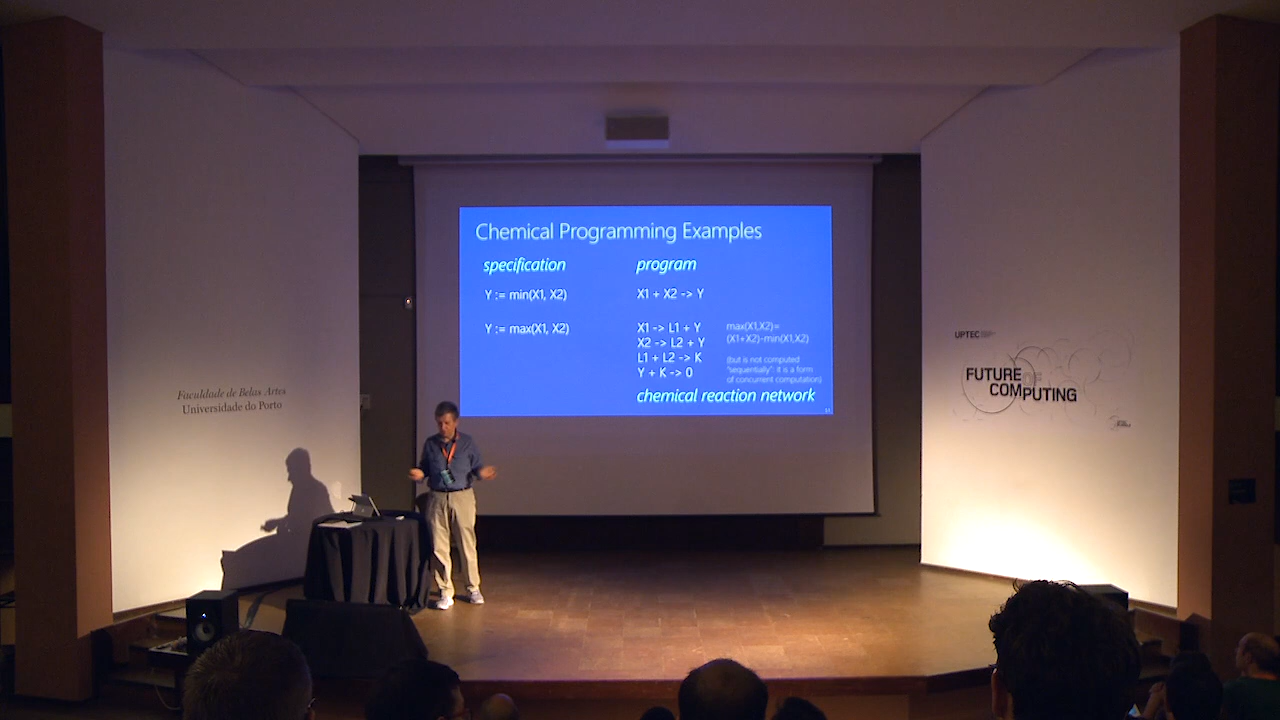 Chemical Programming Examples
specification
program
Y := min(X1, X2)
X1 + X2 -> Y
Y := max(X1, X2)
X1 -> L1 + Y
X2 -> L2 + Y
L1 + L2 -> K
Y + K -> 0
max(X1,X2)=
(X1+X2)-min(X1,X2)
(but is not computed
"sequentially": it is a form
of concurrent computation)
chemical reaction network
Faculdade de Belas Artes
Universidade do Porto
UPTEC
FUTURE OF
COMPUTING